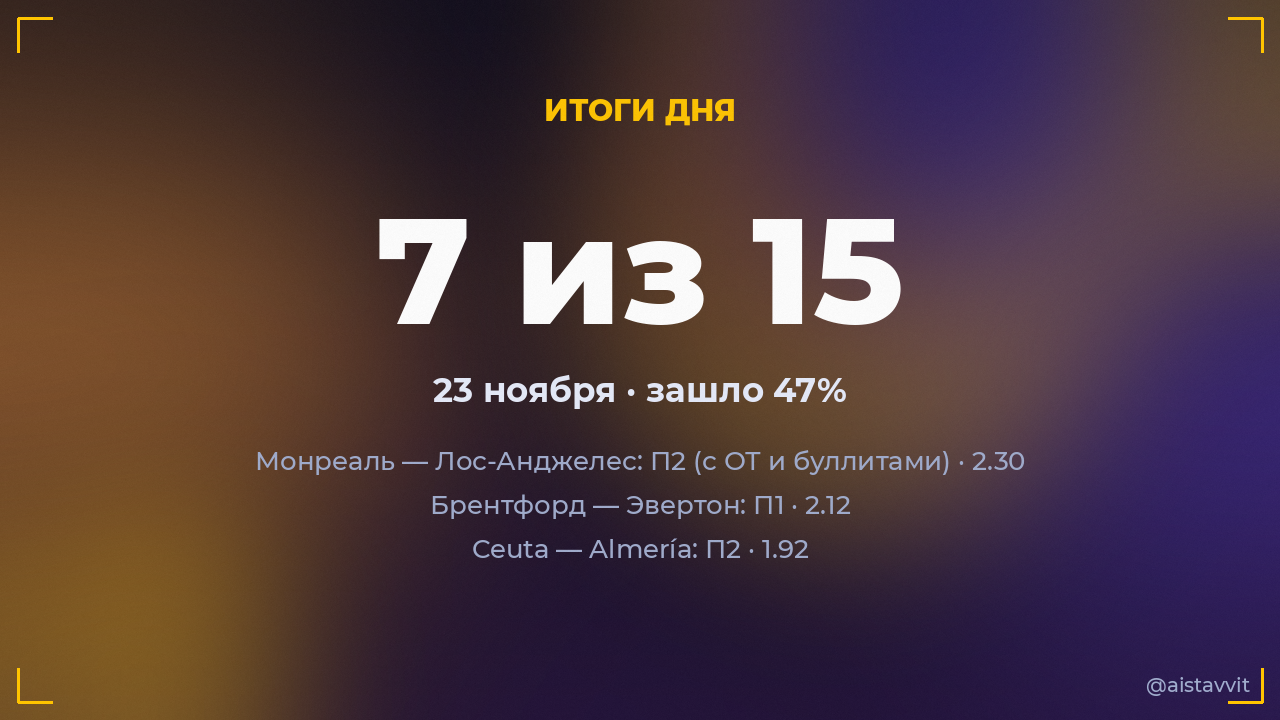 ИТОГИ ДНЯ
7 из 15
23 ноября · зашло 47%
Монреаль — Лос-Анджелес: П2 (с ОТ и буллитами) · 2.30
Брентфорд — Эвертон: П1 · 2.12
Ceuta — Almería: П2 · 1.92
@aistavvit